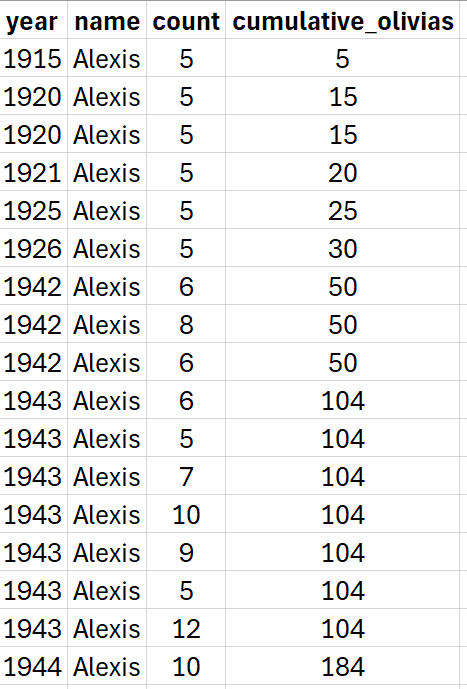 year name count cumulative_olivias
1915 Alexis 5 5
1920 Alexis 5 15
1920 Alexis 5 15
1921 Alexis 5 20
1925 Alexis 5 25
1926 Alexis 5 30
1942 Alexis 6 50
1942 Alexis 8 50
1942 Alexis 6 50
1943 Alexis 6 104
1943 Alexis 5 104
1943 Alexis 7 104
1943 Alexis 10 104
1943 Alexis 9 104
1943 Alexis 5 104
1943 Alexis 12 104
1944 Alexis 10 184